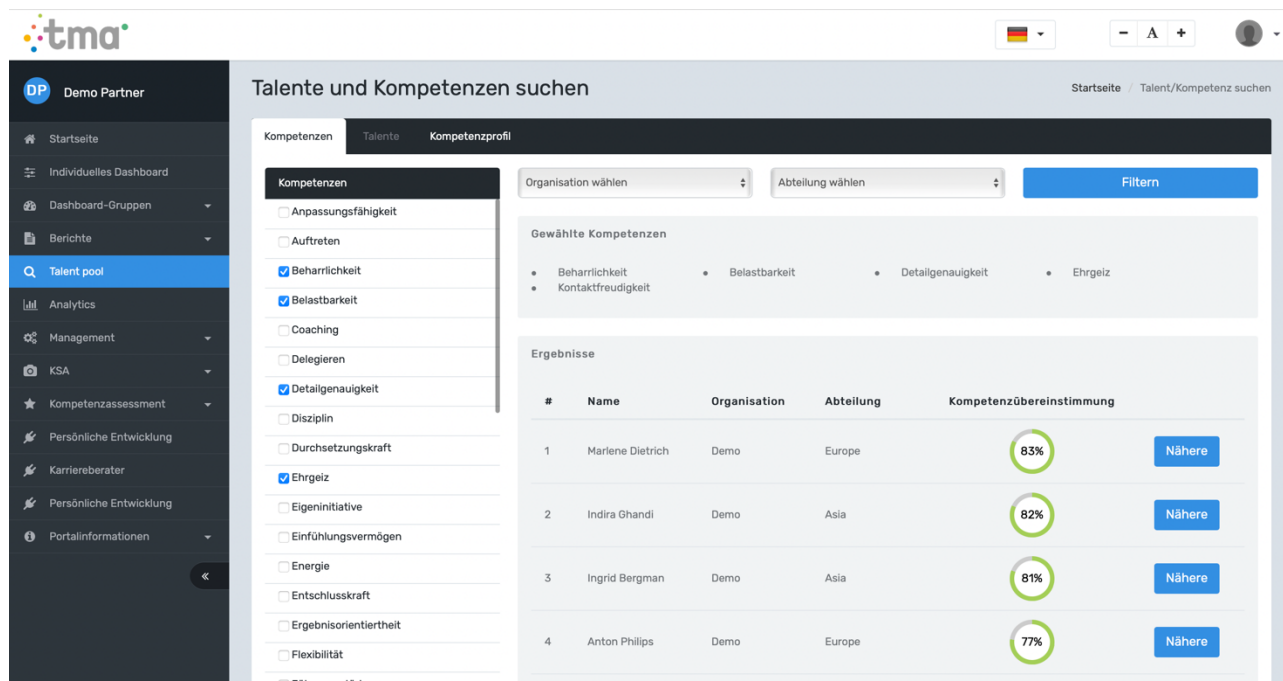 tma
A
DP Demo Partner
Startseite
Individuelles Dashboard
Dashboard-Gruppen
Berichte
Talent pool
Analytics
Management
KSA
Kompetenzassessment
Persönliche Entwicklung
Karriereberater
Persönliche Entwicklung
Portalinformationen
Talente und Kompetenzen suchen
Startseite / Talent/Kompetenz suchen
Kompetenzen Talente Kompetenzprofil
Kompetenzen
Anpassungsfähigkeit
Auftreten
Beharrlichkeit
Belastbarkeit
Coaching
Delegieren
Detailgenauigkeit
Disziplin
Durchsetzungskraft
Ehrgeiz
Eigeninitiative
Einfühlungsvermögen
Energie
Entschlusskraft
Ergebnisorientiertheit
Flexibilität
Organisation wählen Abteilung wählen Filtern
Gewählte Kompetenzen
Beharrlichkeit Belastbarkeit Detailgenauigkeit Ehrgeiz
Kontaktfreudigkeit
Ergebnisse
# Name Organisation Abteilung Kompetenzübereinstimmung
1 Marlene Dietrich Demo Europe 83% Nähere
2 Indira Ghandi Demo Asia 82% Nähere
3 Ingrid Bergman Demo Asia 81% Nähere
4 Anton Philips Demo Europe 77% Nähere